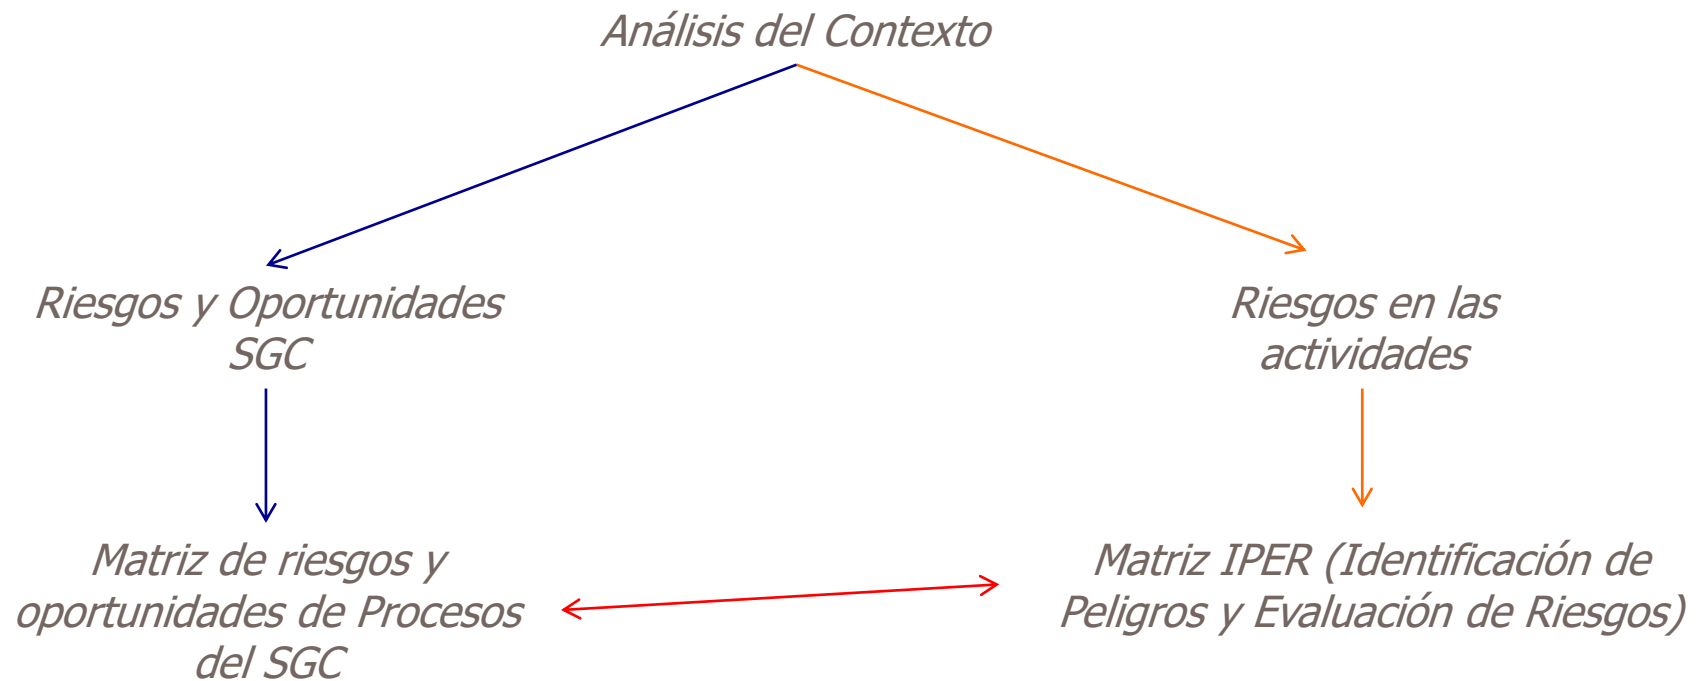 Análisis del Contexto
Riesgos y Oportunidades
SGC
Riesgos en las
actividades
Matriz de riesgos y
oportunidades de Procesos
del SGC
Matriz IPER (Identificación de
Peligros y Evaluación de Riesgos)